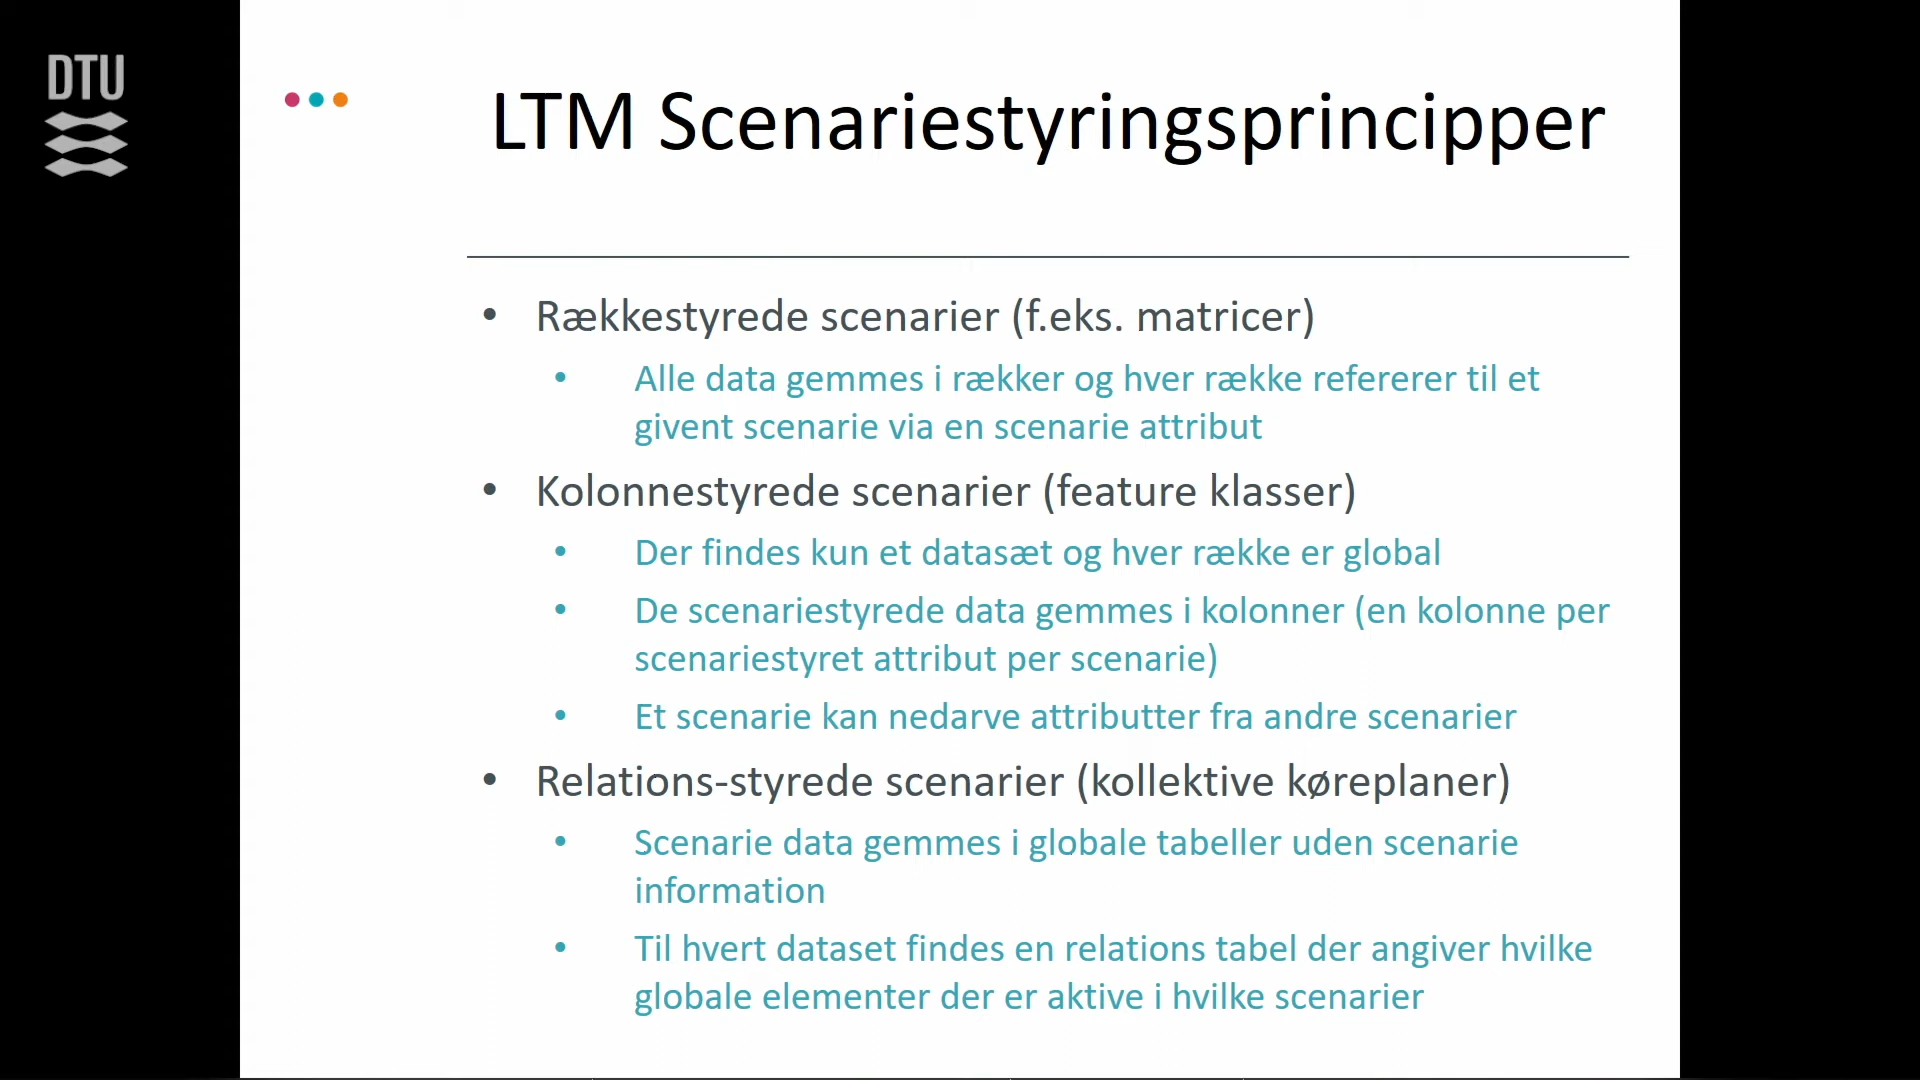 DTU
LTM Scenariestyringsprincipper
• Rækkestyrede scenarier (f.eks. matricer)
• Alle data gemmes i rækker og hver række refererer til et
givent scenarie via en scenarie attribut
• Kolonnestyrede scenarier (feature klasser)
• Der findes kun et datasæt og hver række er global
• De scenariestyrede data gemmes i kolonner (en kolonne per
scenariestyret attribut per scenarie)
• Et scenarie kan nedarve attributter fra andre scenarier
• Relations-styrede scenarier (kollektive køreplaner)
• Scenarie data gemmes i globale tabeller uden scenarie
information
• Til hvert dataset findes en relations tabel der angiver hvilke
globale elementer der er aktive i hvilke scenarier